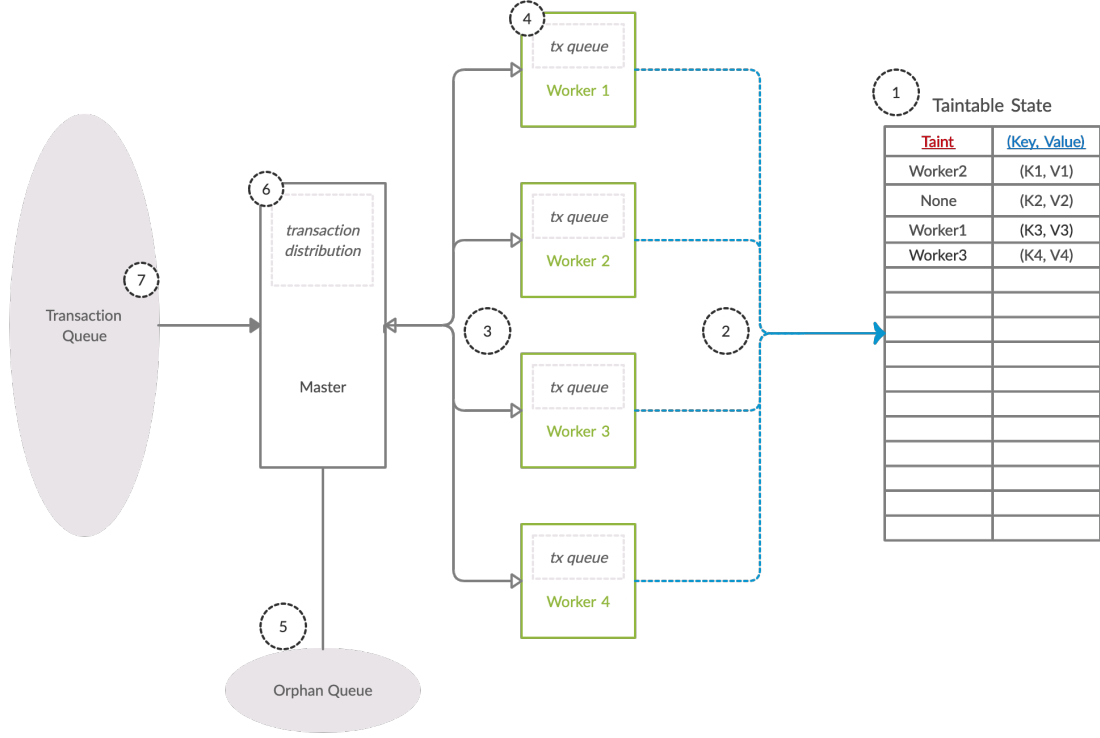 7
Transaction
Queue
6
transaction
distribution
Master
5
Orphan Queue
3
4
tx queue
Worker 1
tx queue
Worker 2
tx queue
Worker 3
tx queue
Worker 4
2
1
Taintable State
Taint (Key, Value)
Worker2 (K1, V1)
None (K2, V2)
Worker1 (K3, V3)
Worker3 (K4, V4)